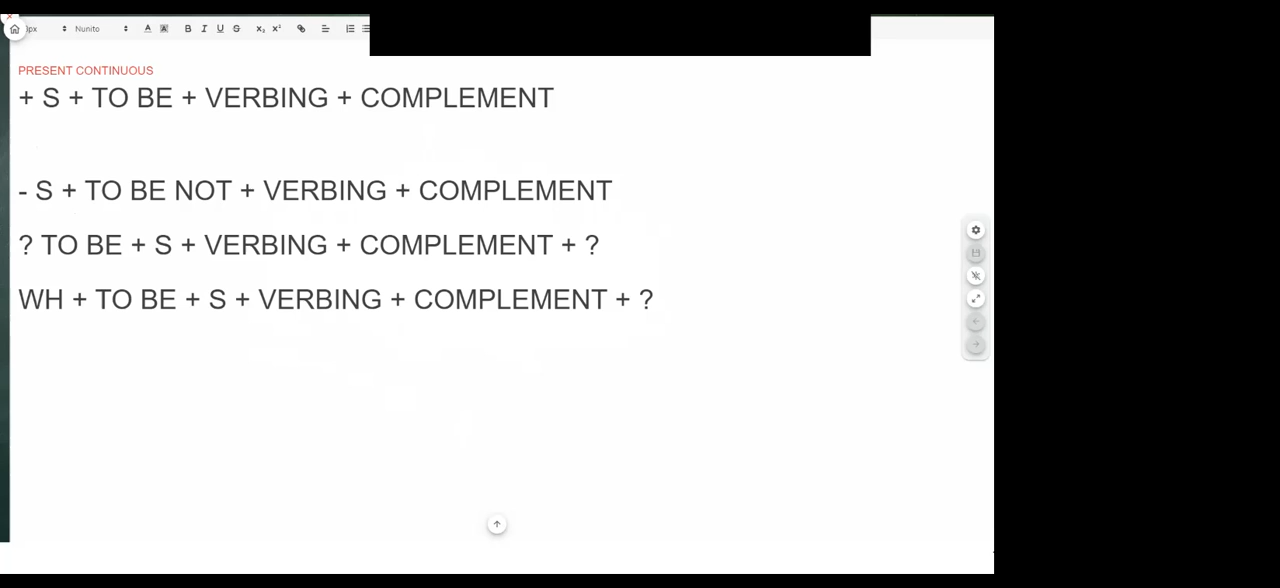 Nunito
PRESENT CONTINUOUS
+ S + TO BE + VERBING + COMPLEMENT
- S + TO BE NOT + VERBING + COMPLEMENT
? TO BE + S + VERBING + COMPLEMENT + ?
WH + TO BE + S + VERBING + COMPLEMENT + ?